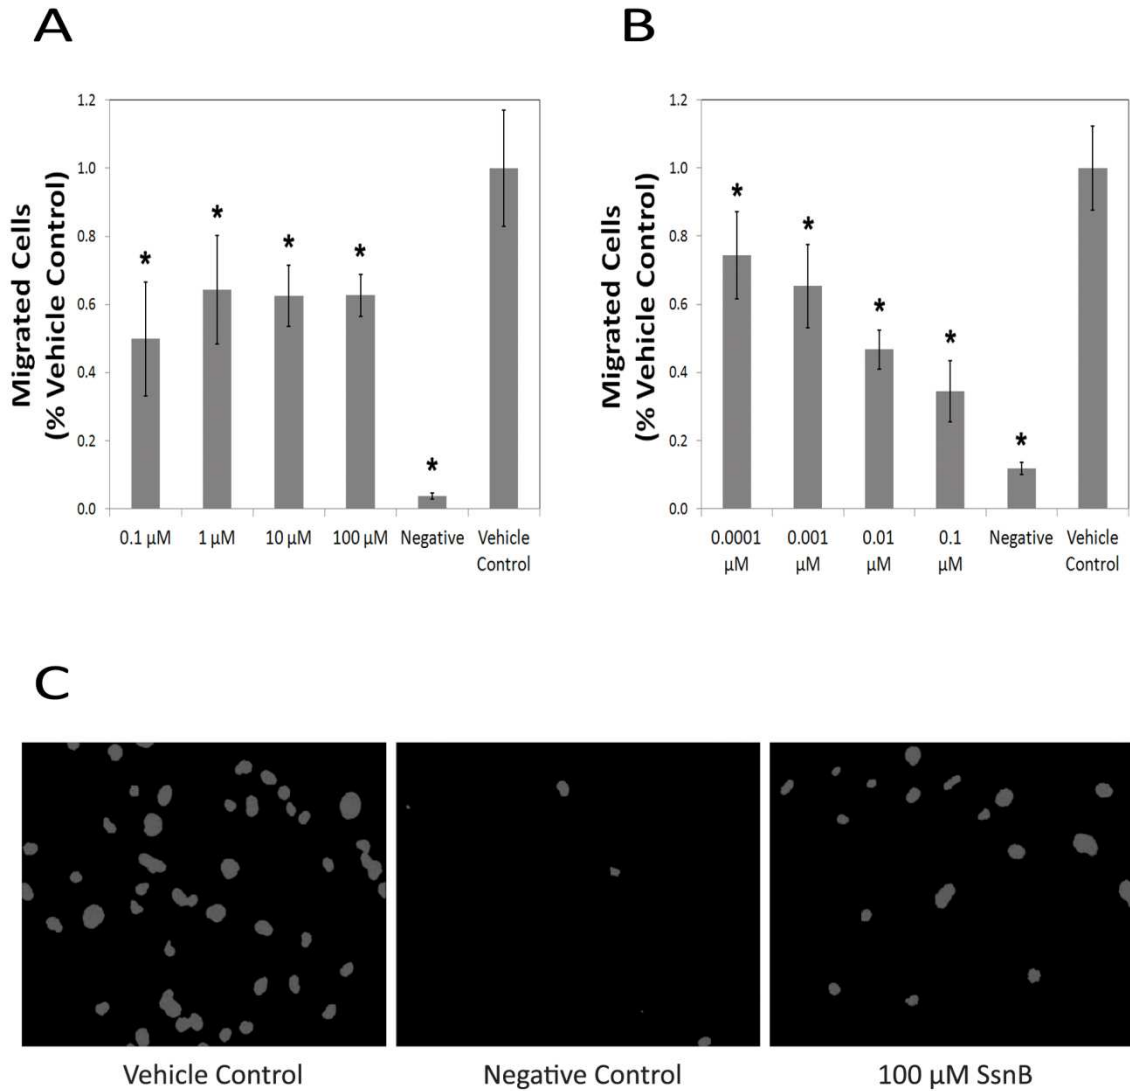 A
B
Migrated Cells
(% Vehicle Control)
1.2
1.0
0.8
0.6
0.4
0.2
0.0
*
*
*
*
*
0.1 µM
1 µM
10 µM
100 µM
Negative
Vehicle
Control
Migrated Cells
(% Vehicle Control)
1.2
1.0
0.8
0.6
0.4
0.2
0.0
*
*
*
*
*
0.0001
µM
0.001
µM
0.01
µM
0.1
µM
Negative
Vehicle
Control
C
Vehicle Control
Negative Control
100 µM SsnB